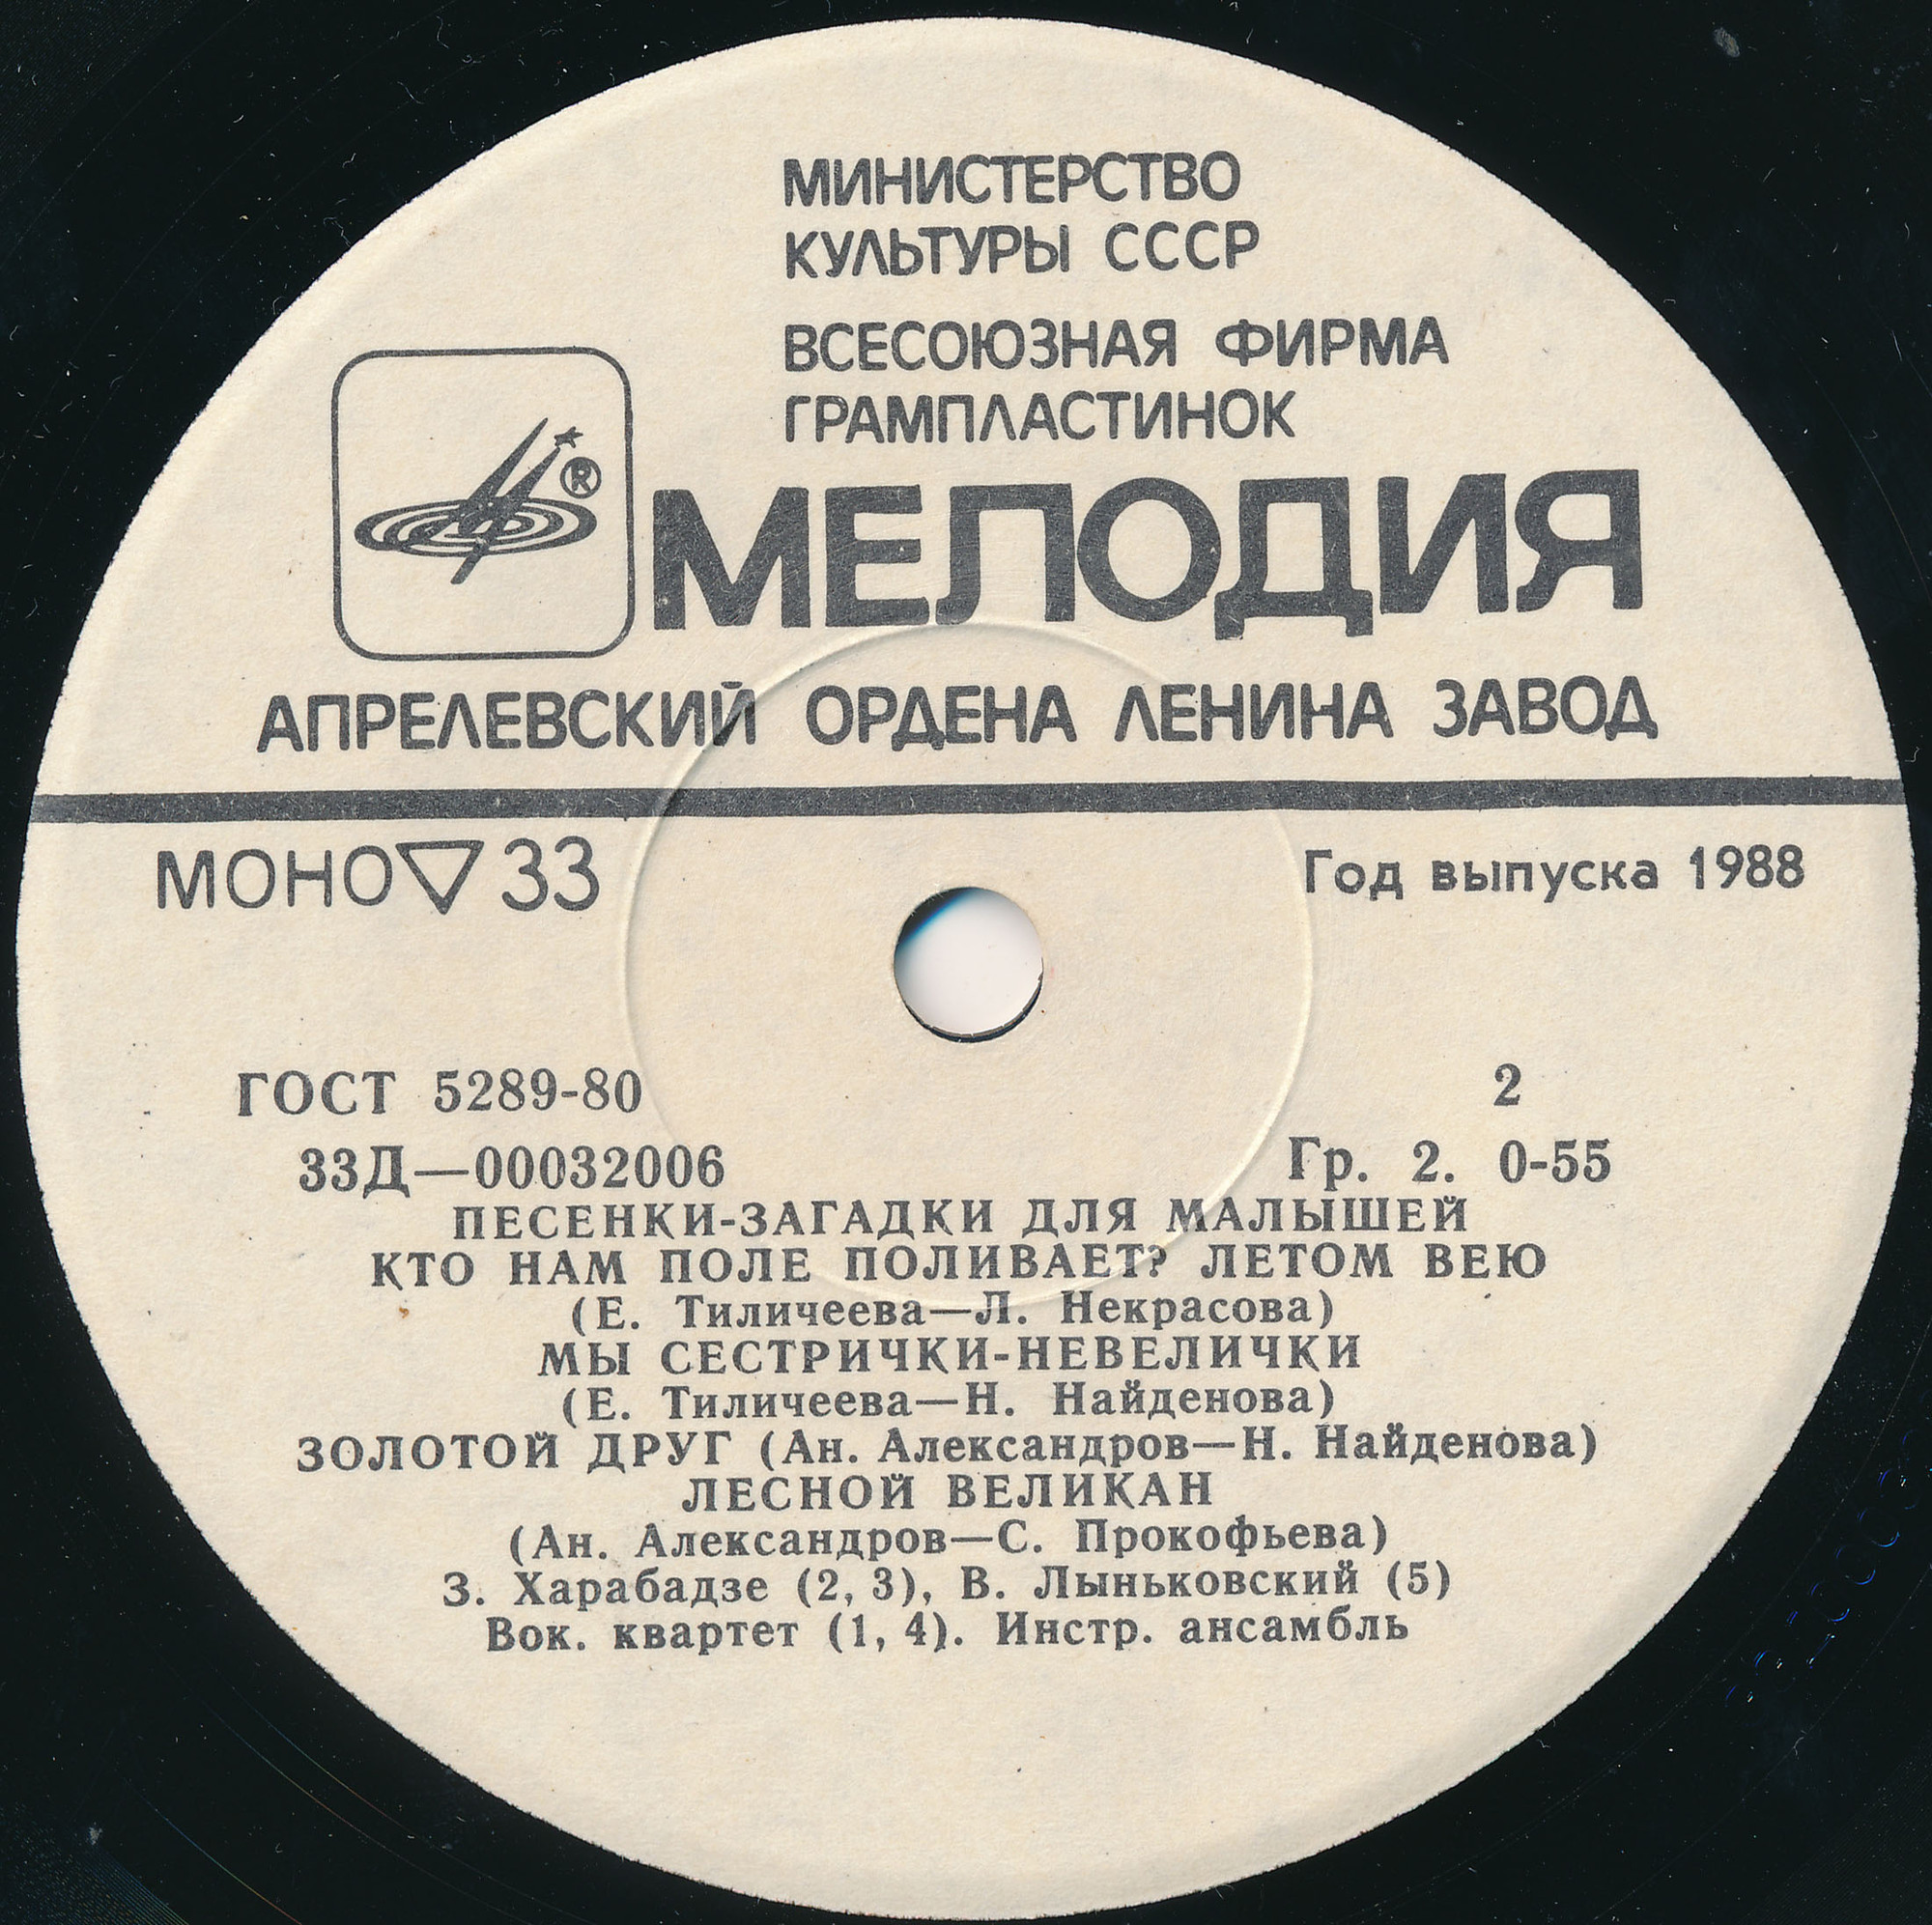 МИНИСТЕРСТВО
КУЛЬТУРЫ СССР
ВСЕСОЮЗНАЯ ФИРМА
ГРАМПЛАСТИНОК
®
МЕЛОДИЯ
АПРЕЛЕВСКИЙ ОРДЕНА ЛЕНИНА ЗАВОД
МОНО▽33
Год выпуска 1988
ГОСТ 5289-80 2
33Д—00032006 Гр. 2. 0-55
ПЕСЕНКИ-ЗАГАДКИ ДЛЯ МАЛЫШЕЙ
КТО НАМ ПОЛЕ ПОЛИВАЕТ? ЛЕТОМ ВЕЮ
(Е. Тиличеева—Л. Некрасова)
МЫ СЕСТРИЧКИ-НЕВЕЛИЧКИ
(Е. Тиличеева—Н. Найденова)
ЗОЛОТОЙ ДРУГ (Ан. Александров—Н. Найденова)
ЛЕСНОЙ ВЕЛИКАН
(Ан. Александров—С. Прокофьева)
З. Харабадзе (2, 3), В. Лыньковский (5)
Вок. квартет (1, 4). Инстр. ансамбль